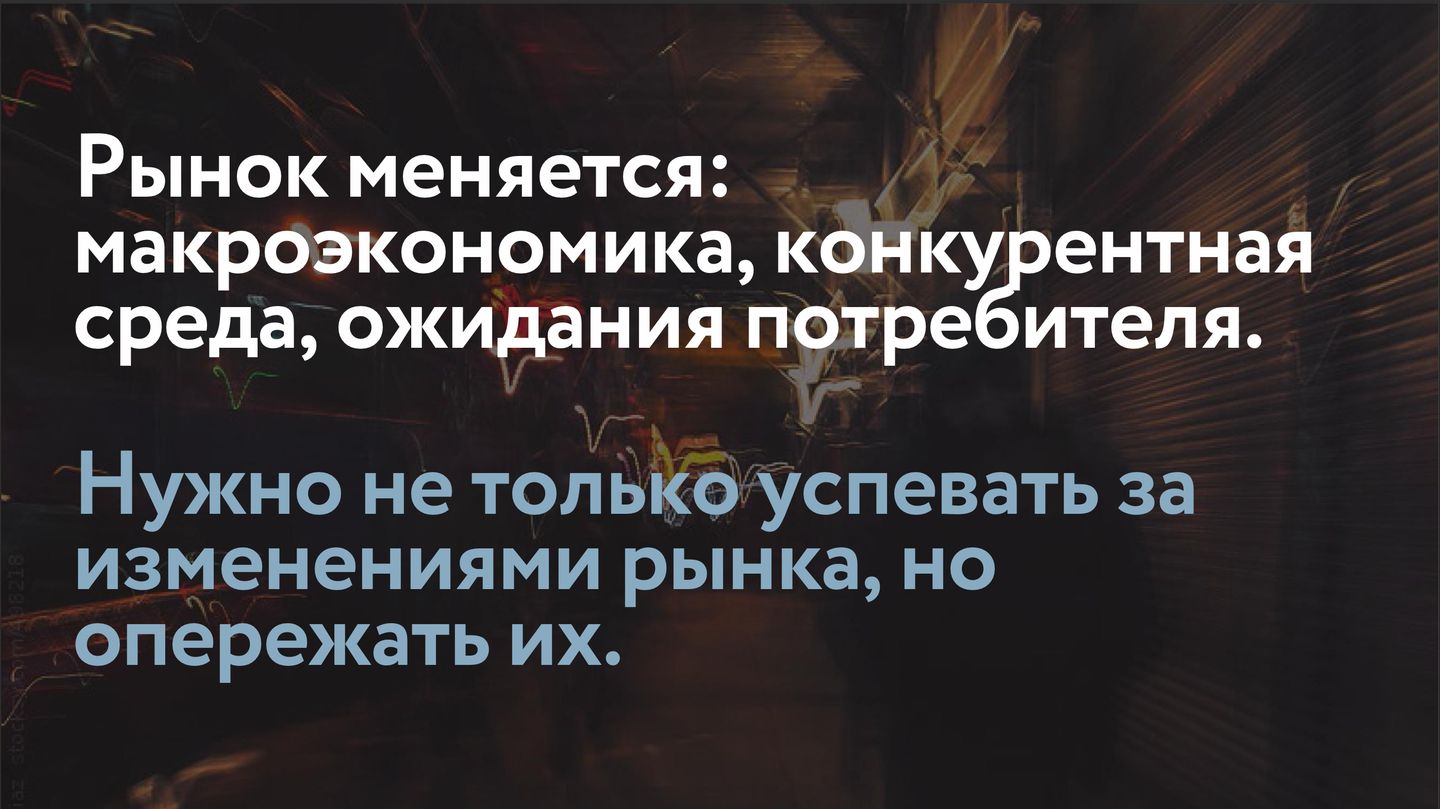 Рынок меняется:
макроэкономика, конкурентная
среда, ожидания потребителя.
Нужно не только успевать за
изменениями рынка, но
опережать их.